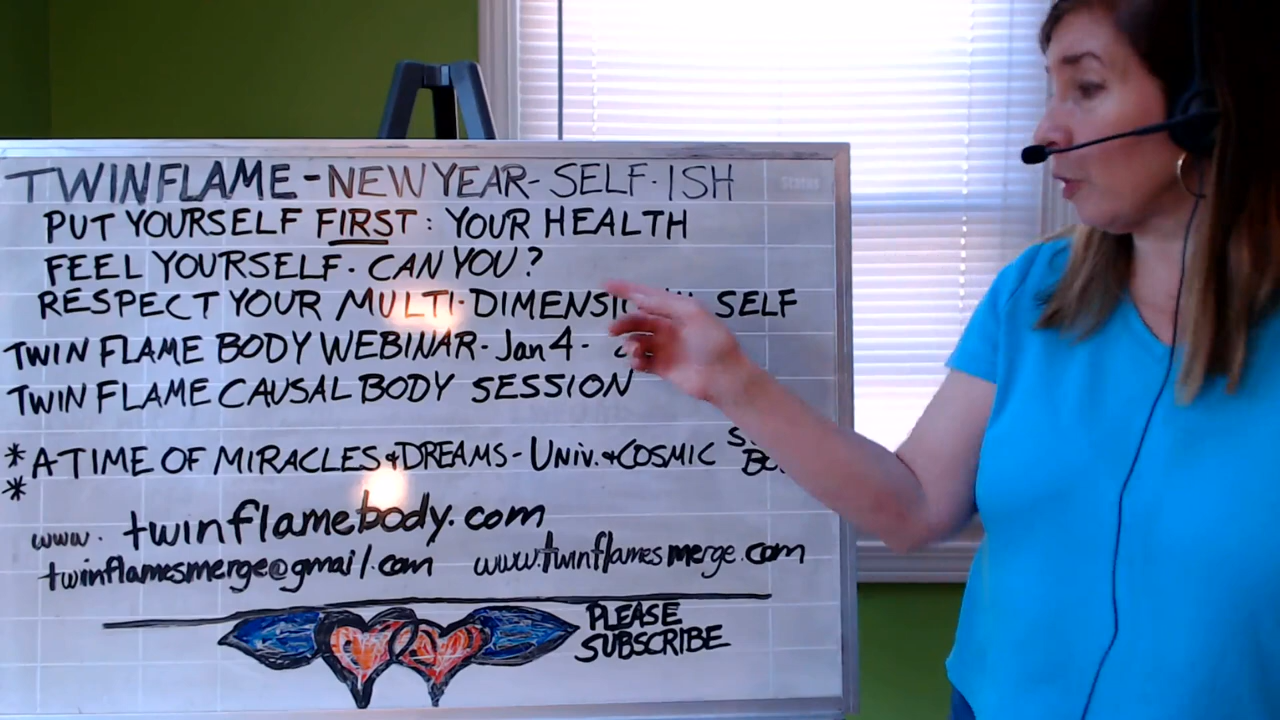 TWINFLAME-NEW YEAR-SELF-ISH
PUT YOURSELF FIRST: YOUR HEALTH
FEEL YOURSELF. CAN YOU?
RESPECT YOUR MULTI-DIMENSIONAL SELF
TWIN FLAME BODY WEBINAR-Jan 4-
TWIN FLAME CAUSAL BODY SESSION
* A TIME OF MIRACLES & DREAMS - UNIV. & COSMIC
*
www. twinflamebody.com
twinflamesmerge@gmail.com www.twinflamesmerge.com
PLEASE
SUBSCRIBE